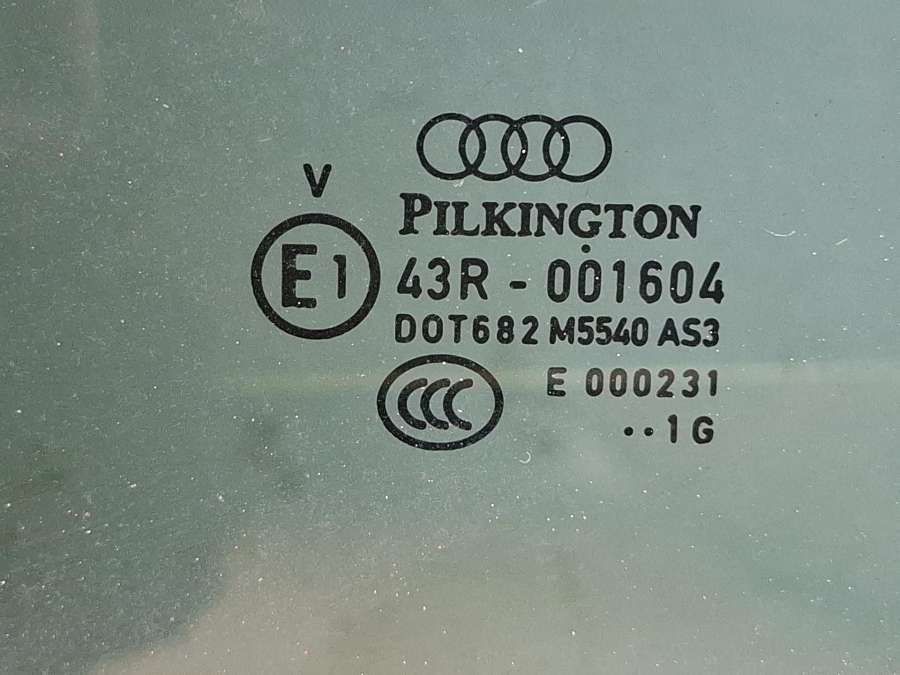 V
PILKINGTON
E1 43R - 001604
DOT682 M5540 AS3
CCC E 000231
··1G